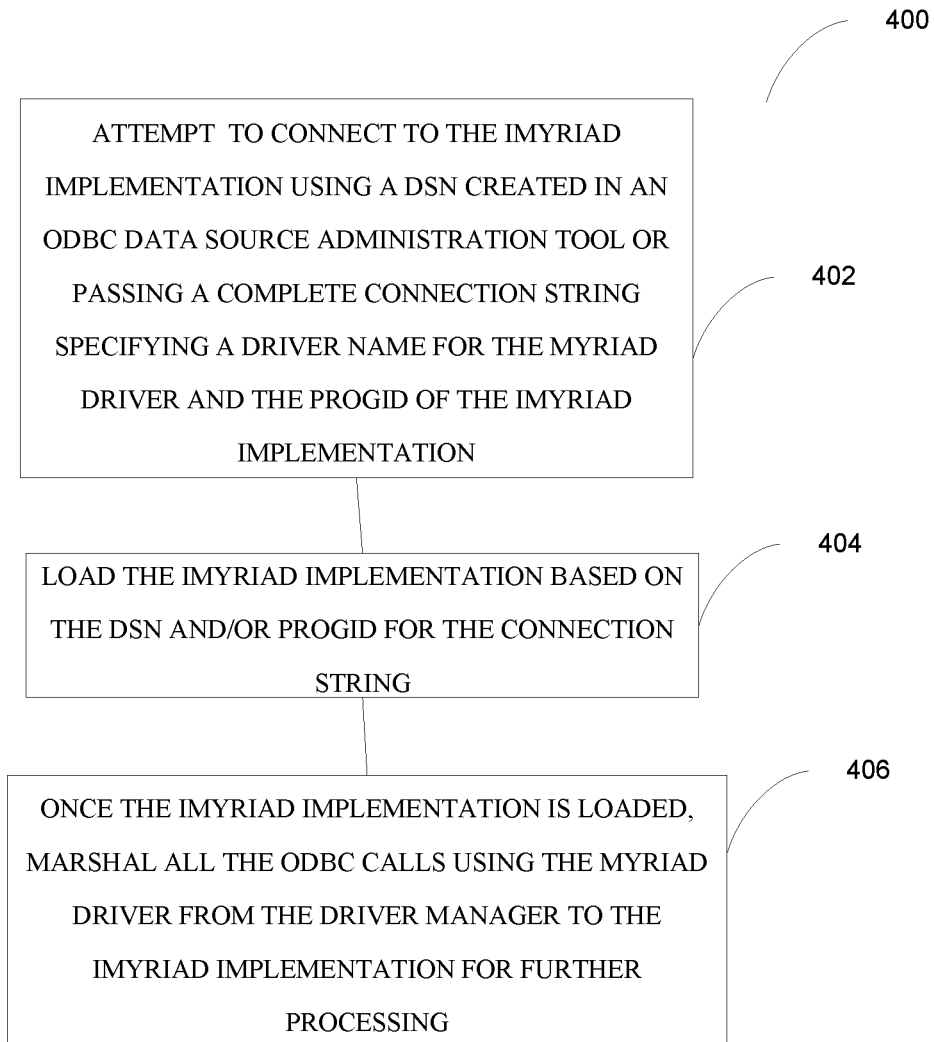 400
ATTEMPT TO CONNECT TO THE IMYRIAD
IMPLEMENTATION USING A DSN CREATED IN AN
ODBC DATA SOURCE ADMINISTRATION TOOL OR
PASSING A COMPLETE CONNECTION STRING
SPECIFYING A DRIVER NAME FOR THE MYRIAD
DRIVER AND THE PROGID OF THE IMYRIAD
IMPLEMENTATION
402
LOAD THE IMYRIAD IMPLEMENTATION BASED ON
THE DSN AND/OR PROGID FOR THE CONNECTION
STRING
404
ONCE THE IMYRIAD IMPLEMENTATION IS LOADED,
MARSHAL ALL THE ODBC CALLS USING THE MYRIAD
DRIVER FROM THE DRIVER MANAGER TO THE
IMYRIAD IMPLEMENTATION FOR FURTHER
PROCESSING
406